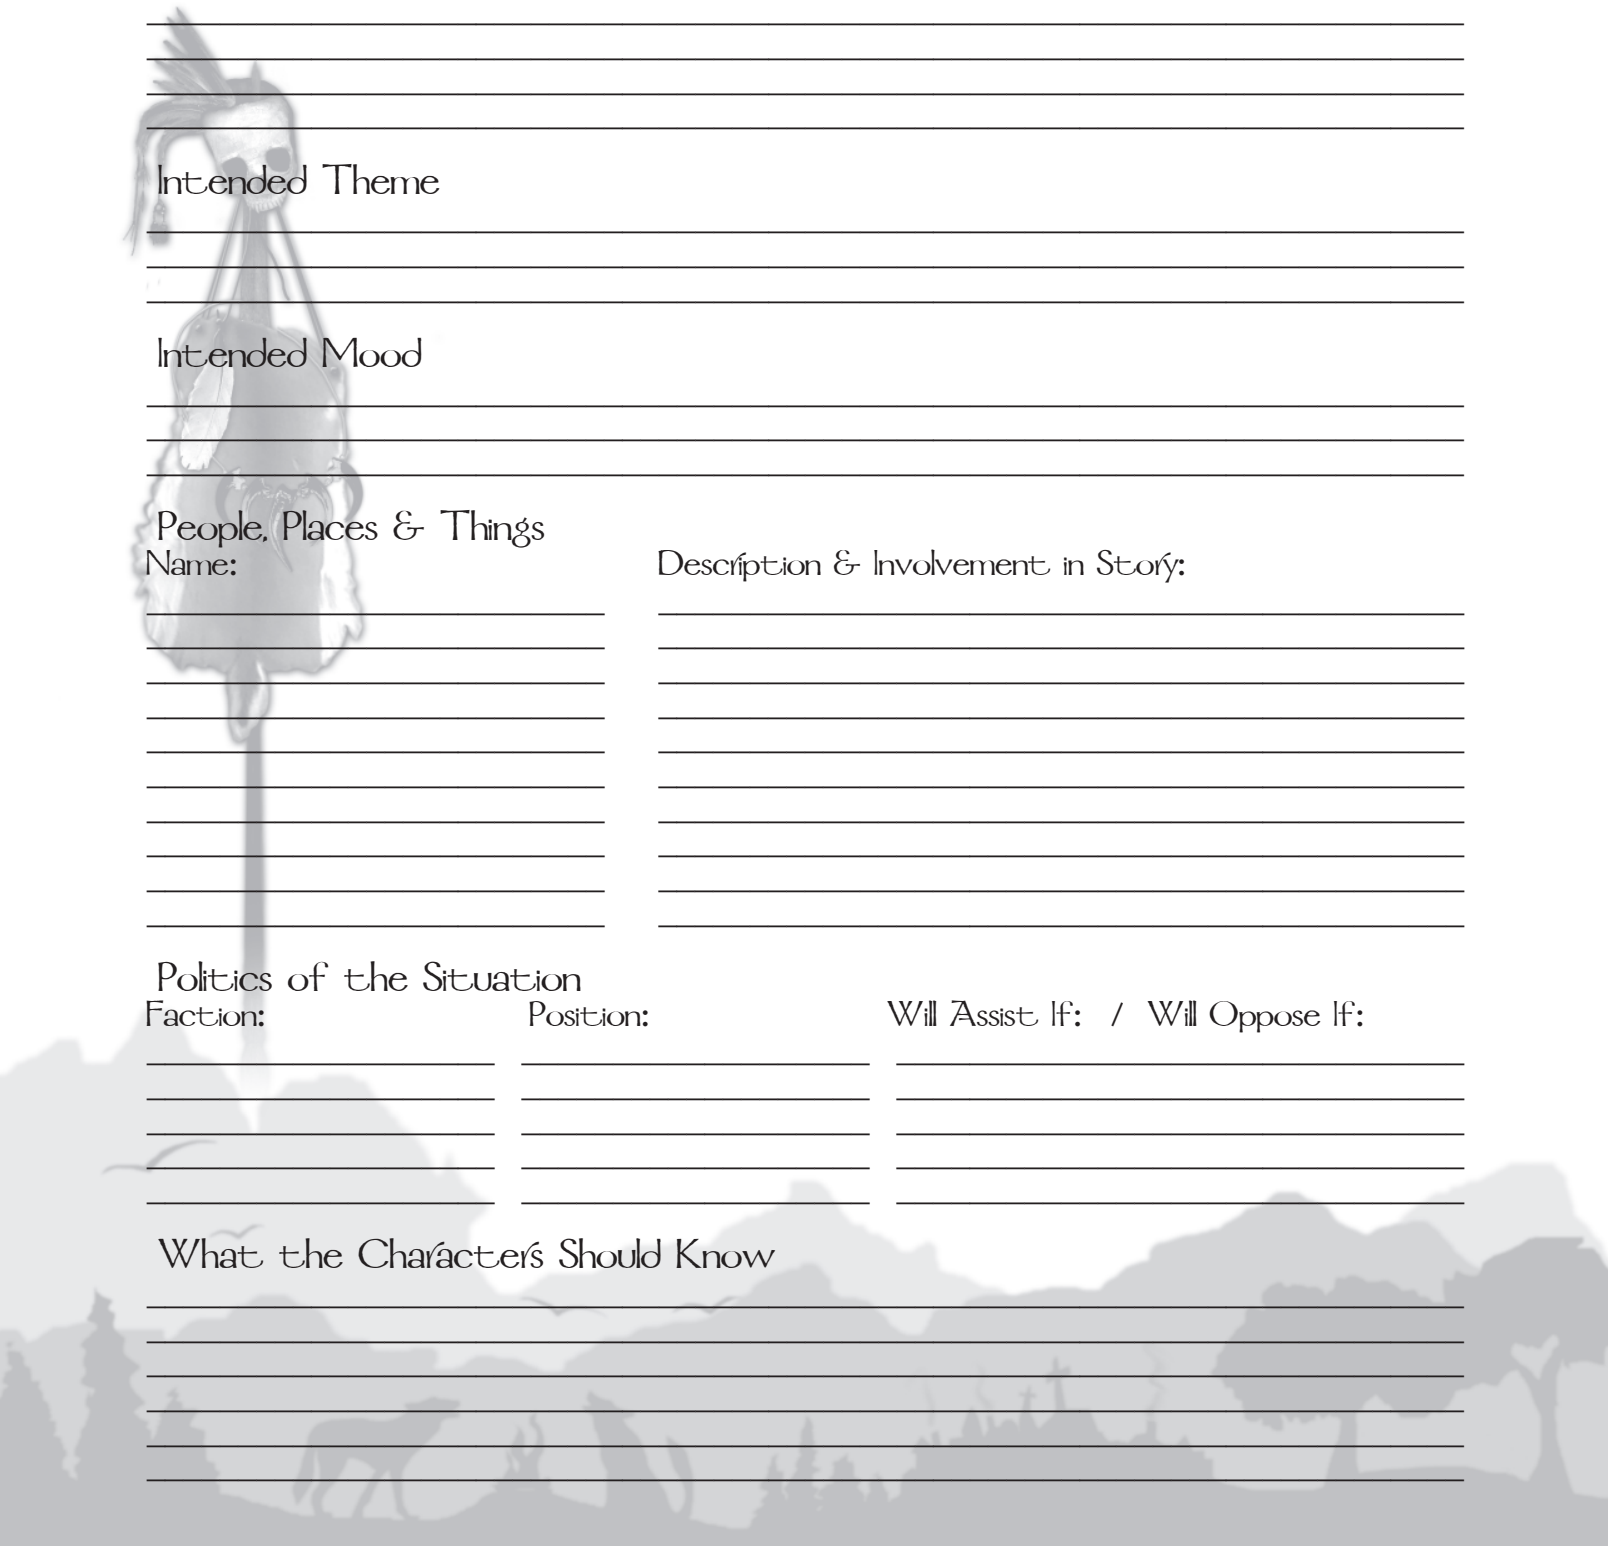 Intended Theme
Intended Mood
People, Places & Things
Name: Description & Involvement in Story:
Politics of the Situation
Faction: Position: Will Assist If: / Will Oppose If:
What the Characters Should Know